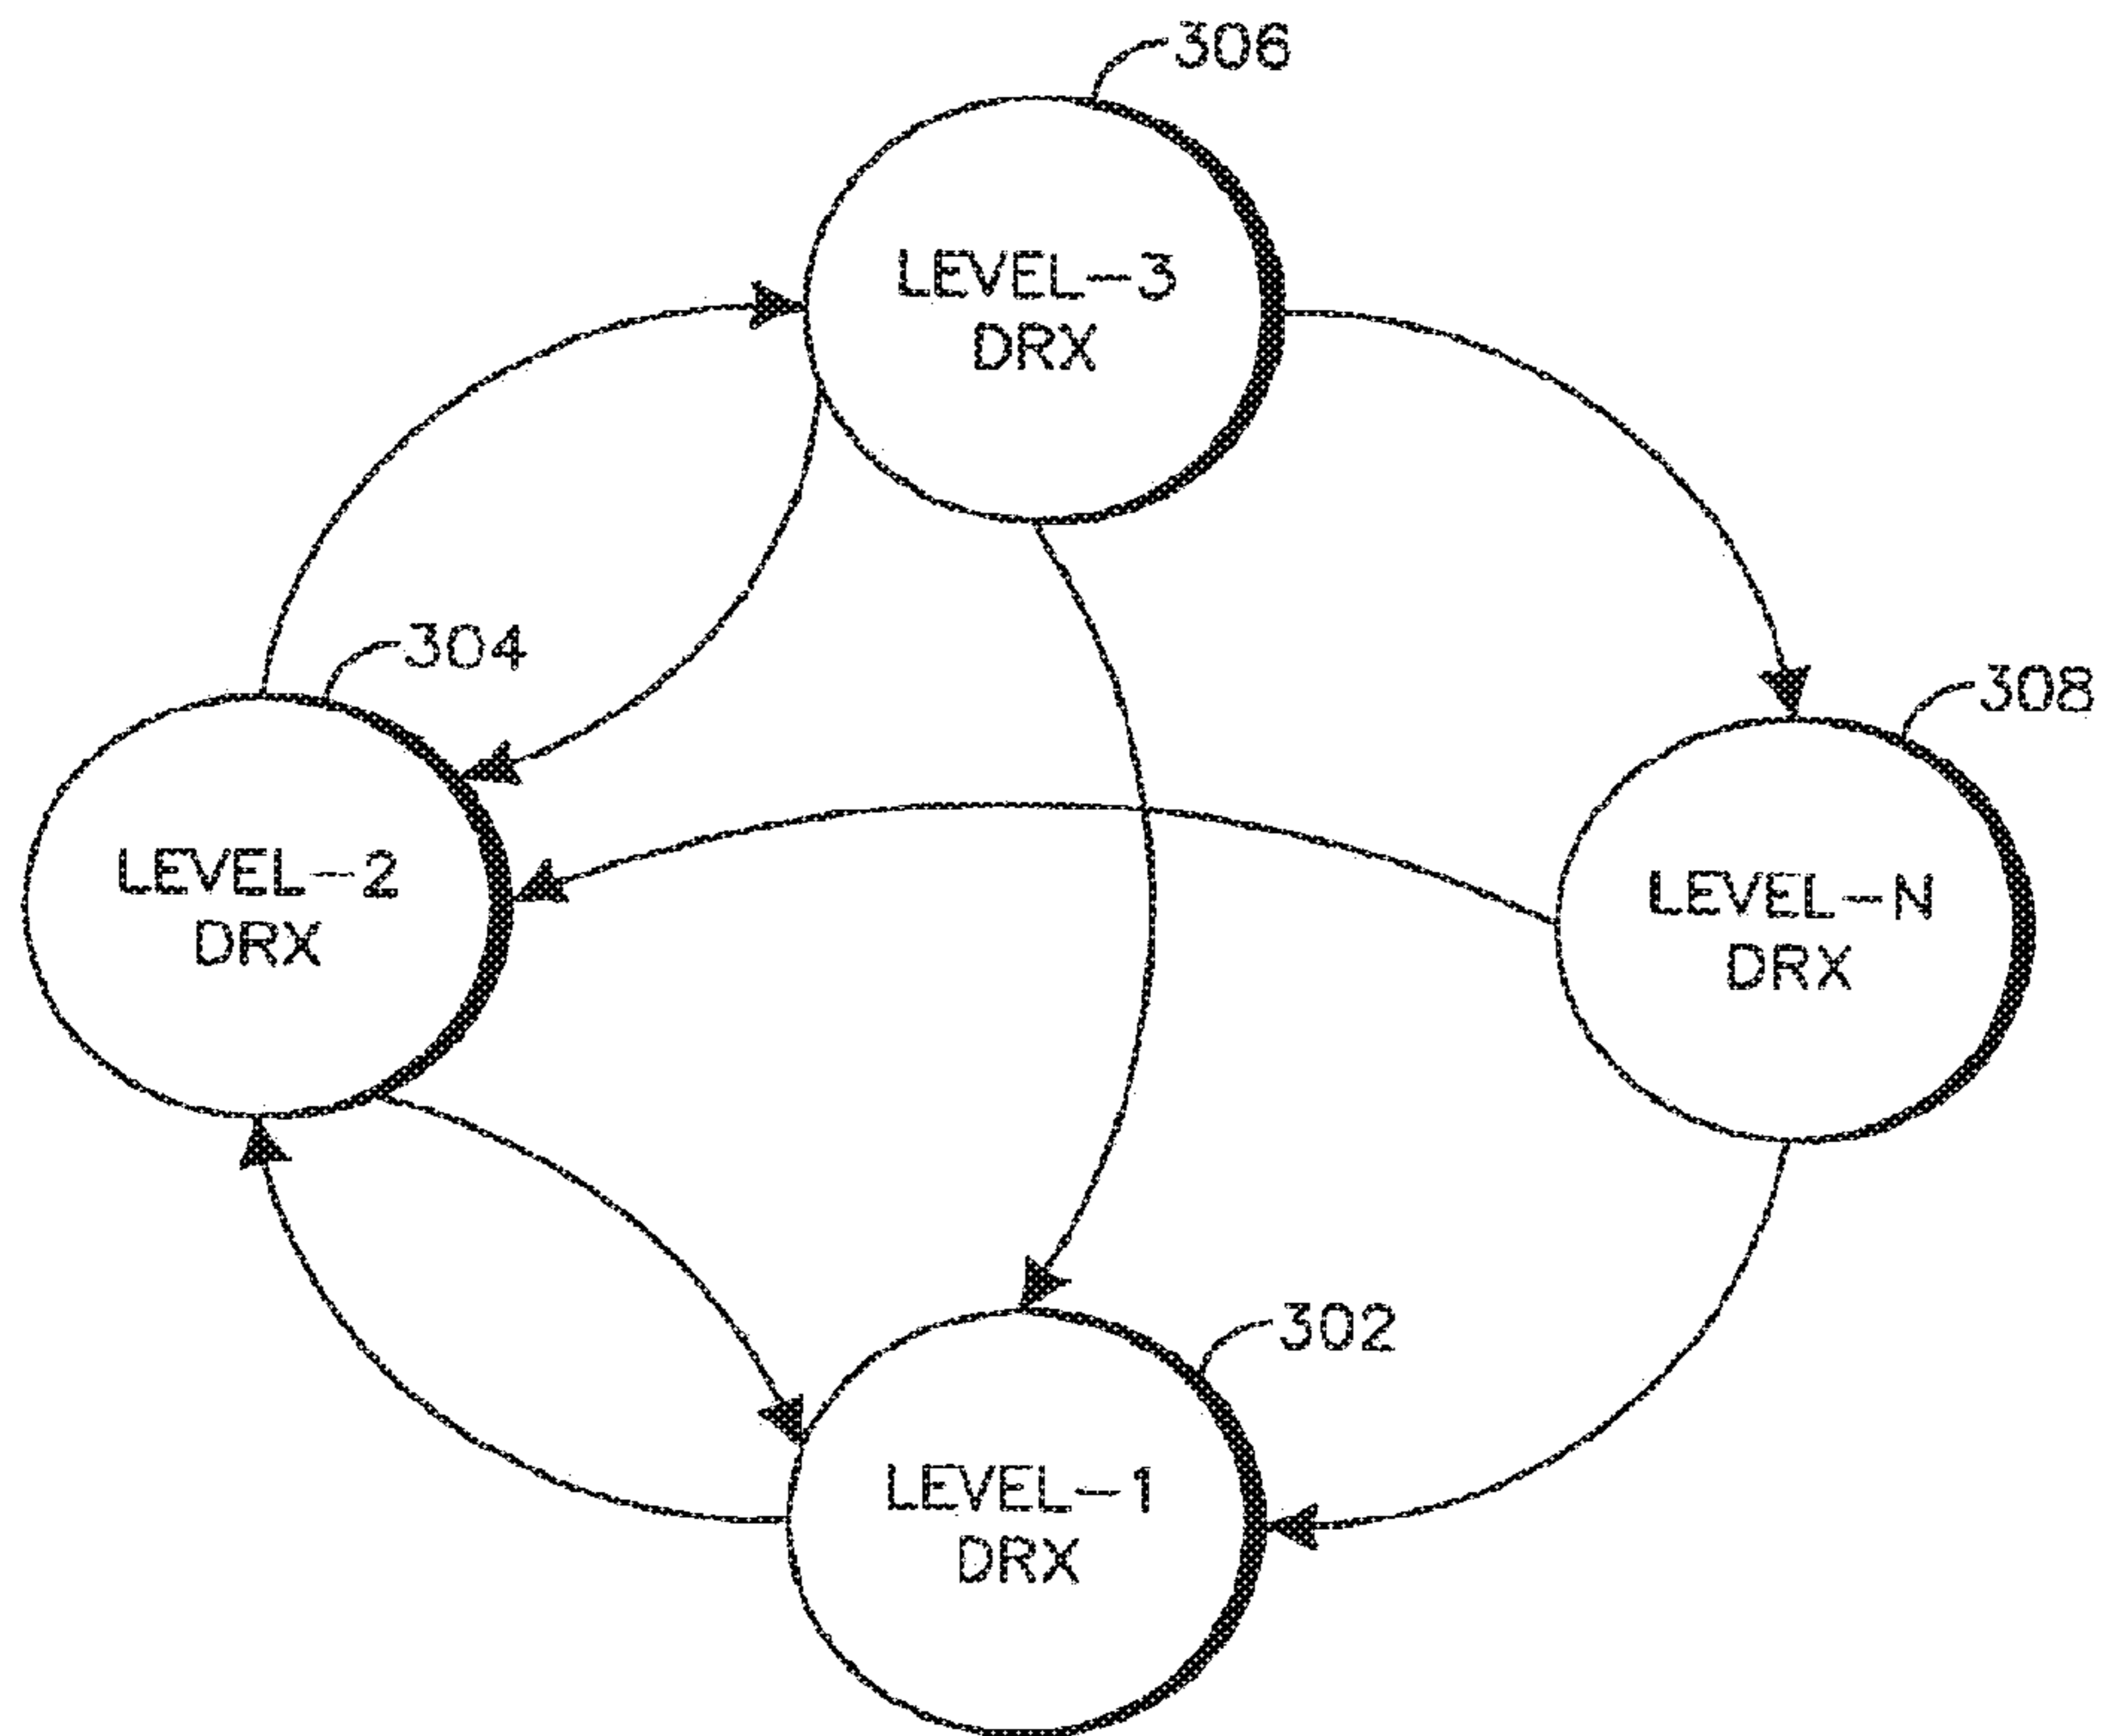 306
LEVEL-3
DRX
304
308
LEVEL-2
DRX
LEVEL-N
DRX
302
LEVEL-1
DRX